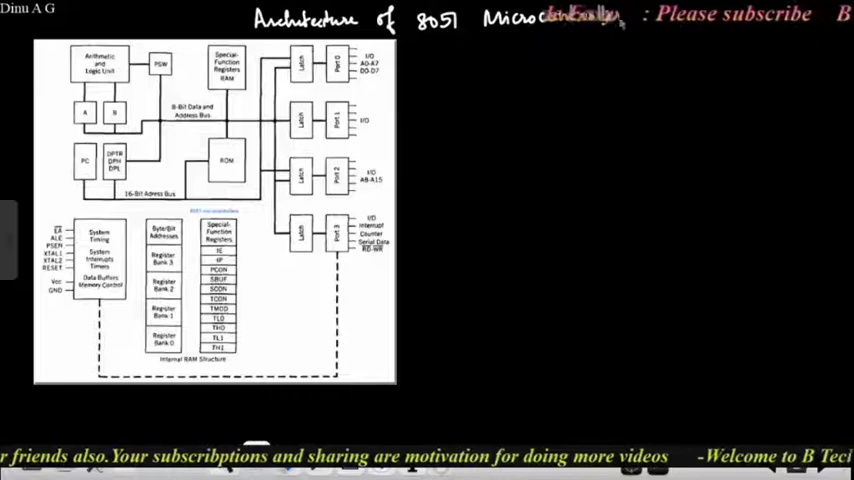 Dinu A G
Architecture of 8051
: Please subscribe B
Arithmetic
and
Logic Unit
PSW
Special-
Function
Registers
RAM
Latch
Port 0
I/O
A0-A7
D0-D7
A
B
8-Bit Data and
Address Bus
Latch
Port 1
I/O
PC
DPTR
DPH
DPL
ROM
Latch
Port 2
I/O
A8-A15
16-Bit Adress Bus
EA
ALE
PSEN
XTAL1
XTAL2
RESET
Vcc
GND
System
Timing
System
Interrupts
Timers
Data Buffers
Memory Control
Byte/Bit
Addresses
Register
Bank 3
Register
Bank 2
Register
Bank 1
Register
Bank 0
Special-
Function
Registers
IE
IP
PCON
SBUF
SCON
TCON
TMOD
TL0
TH0
TL1
TH1
Internal RAM Structure
Latch
Port 3
I/O
Interrupt
Counter
Serial Data
RD-WR
r friends also.Your subscribptions and sharing are motivation for doing more videos -Welcome to B Tecl